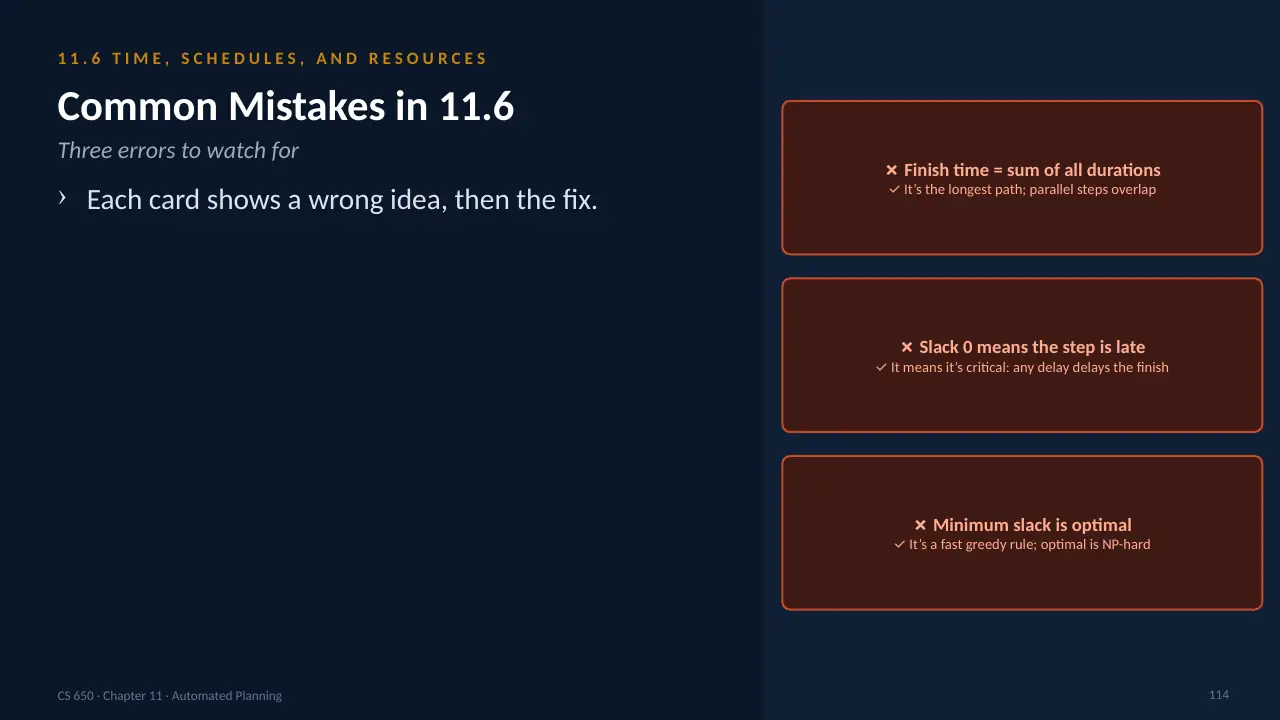 11.6 TIME, SCHEDULES, AND RESOURCES
Common Mistakes in 11.6
Three errors to watch for
› Each card shows a wrong idea, then the fix.
× Finish time = sum of all durations
✓ It’s the longest path; parallel steps overlap
× Slack 0 means the step is late
✓ It means it’s critical: any delay delays the finish
× Minimum slack is optimal
✓ It’s a fast greedy rule; optimal is NP-hard
CS 650 · Chapter 11 · Automated Planning
114